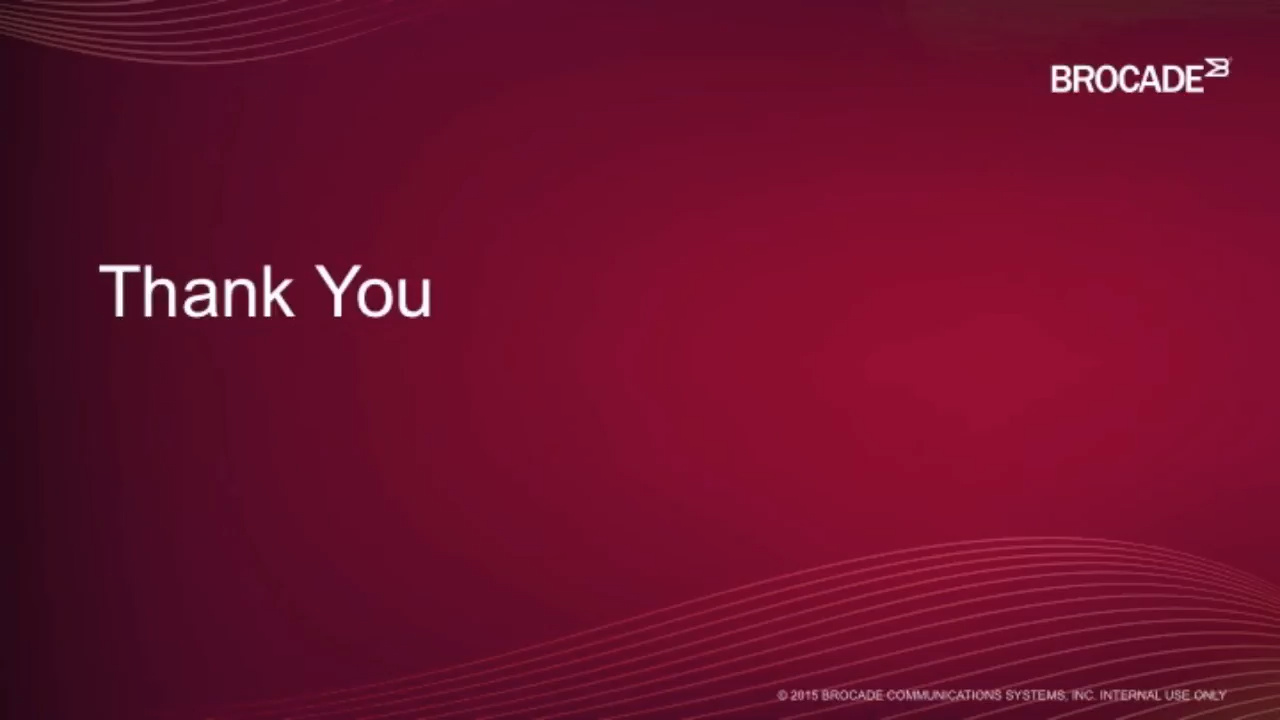 BROCADE
Thank You
© 2015 BROCADE COMMUNICATIONS SYSTEMS, INC. INTERNAL USE ONLY